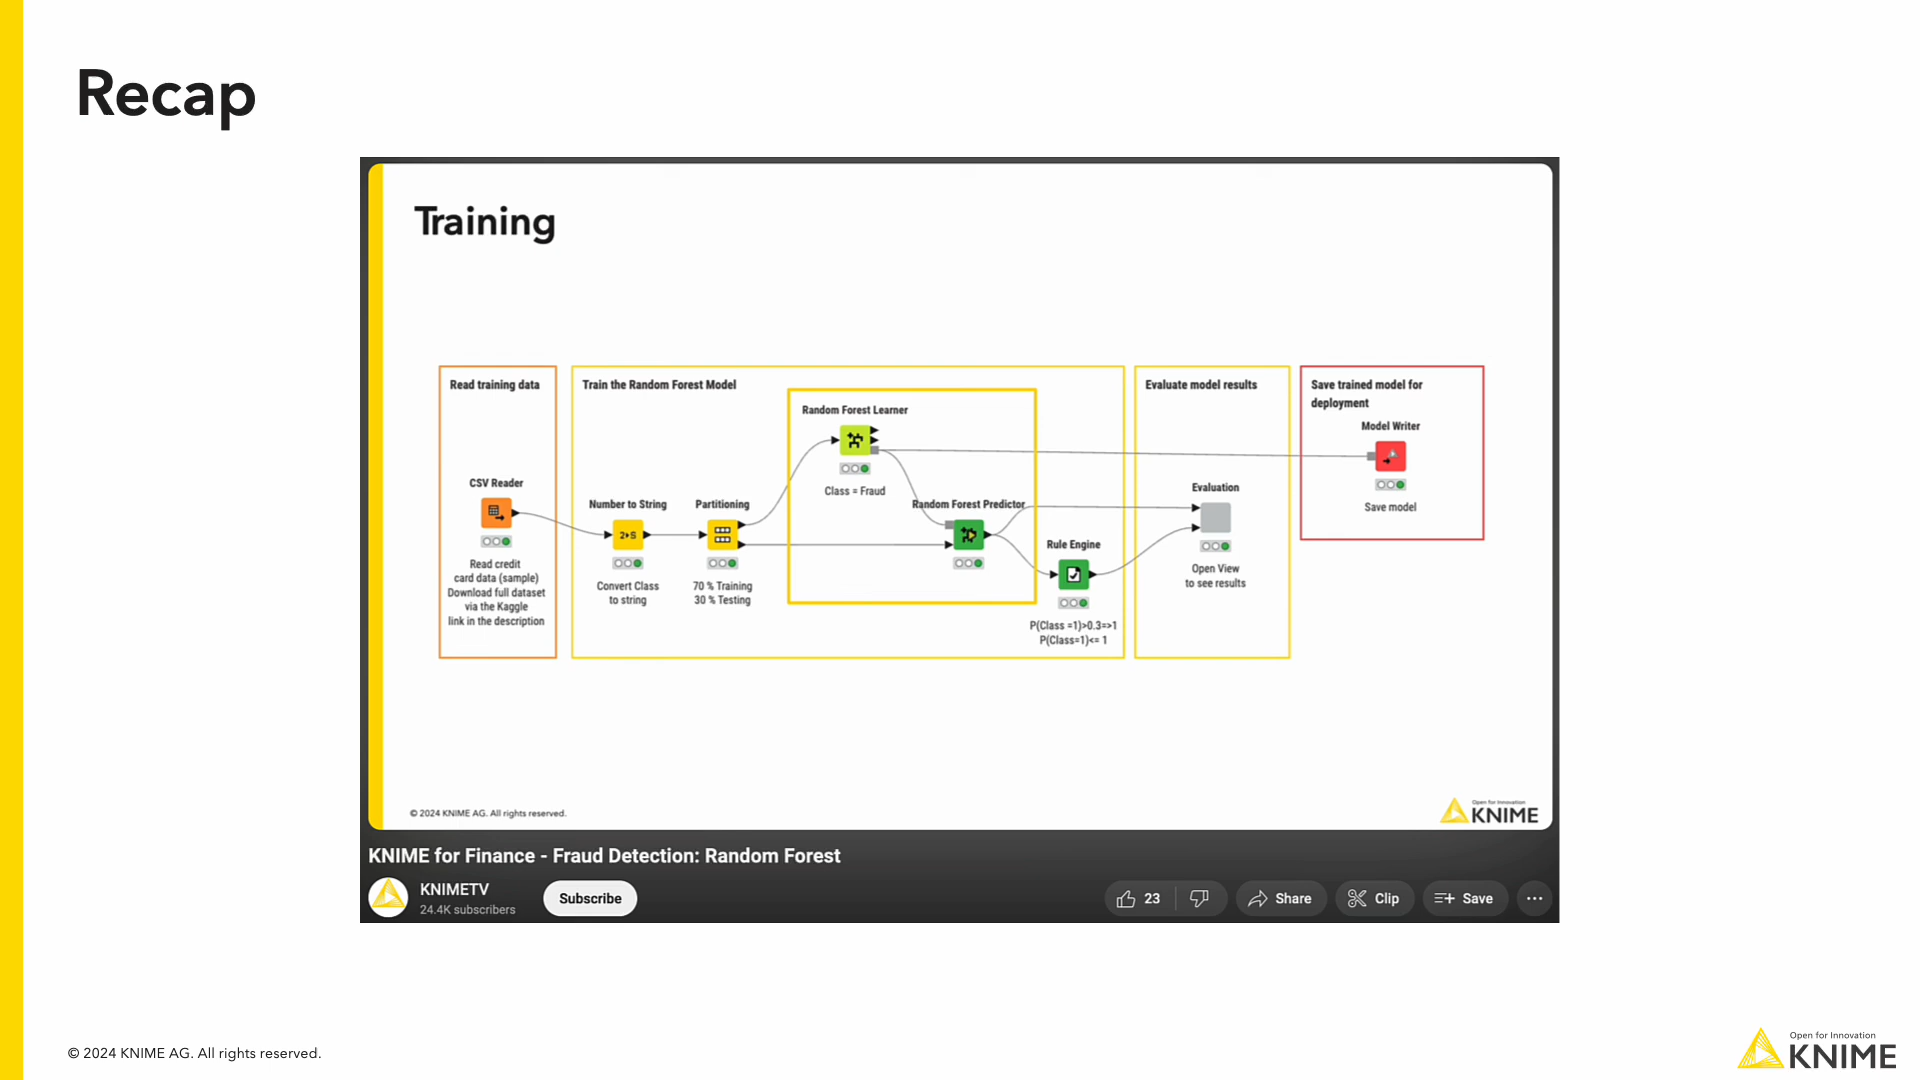 Recap
Training
Read training data
Train the Random Forest Model
Evaluate model results
Save trained model for
deployment
Random Forest Learner
Model Writer
CSV Reader
Class = Fraud
Evaluation
Number to String
Partitioning
Random Forest Predictor
Save model
2▸S
Rule Engine
Read credit
card data (sample)
Download full dataset
via the Kaggle
link in the description
Convert Class
to string
70 % Training
30 % Testing
Open View
to see results
P(Class =1)>0.3=>1
P(Class=1)<= 1
© 2024 KNIME AG. All rights reserved.
Open for Innovation
KNIME
KNIME for Finance - Fraud Detection: Random Forest
KNIMETV
24.4K subscribers
Subscribe
23
Share
Clip
Save
© 2024 KNIME AG. All rights reserved.
Open for Innovation
KNIME